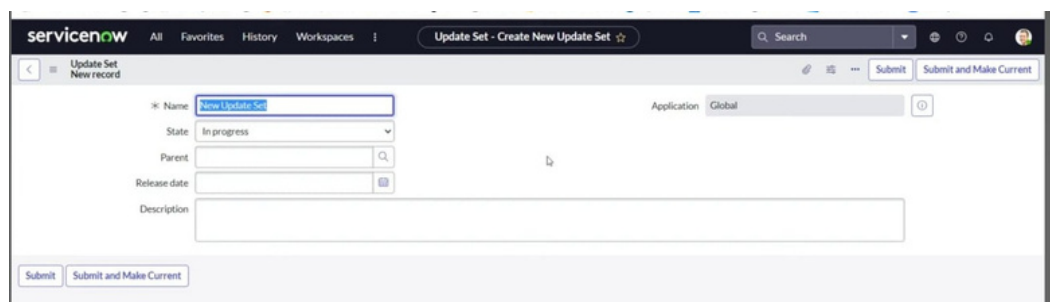 servicenow All Favorites History Workspaces Update Set - Create New Update Set Search
Update Set
New record
Submit Submit and Make Current
* Name New Update Set Application Global
State In progress
Parent
Release date
Description
Submit Submit and Make Current